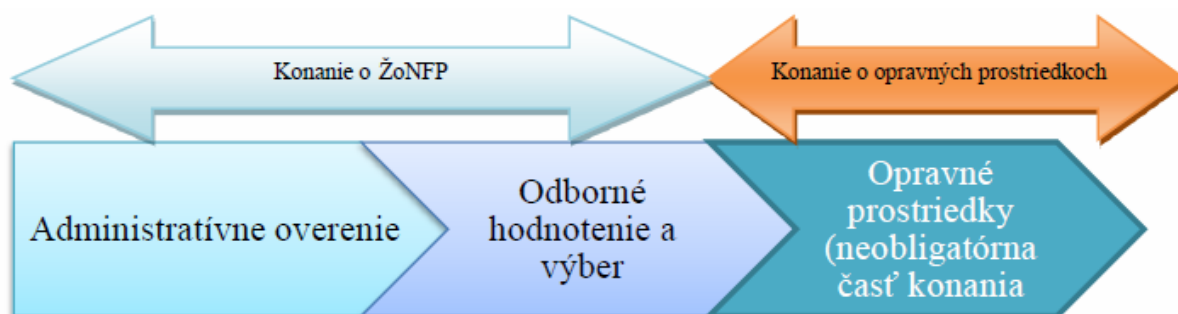 Konanie o ŽoNFP
Konanie o opravných prostriedkoch
Administratívne overenie
Odborné
hodnotenie a
výber
Opravné
prostriedky
(neobligatórna
časť konania